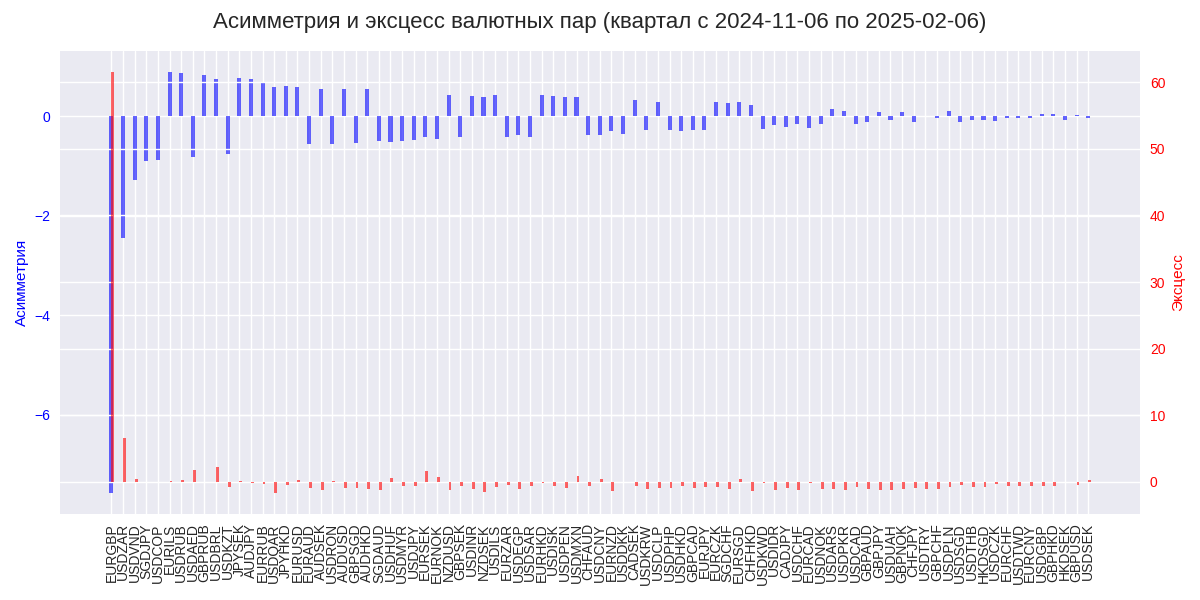 Асимметрия и эксцесс валютных пар (квартал с 2024-11-06 по 2025-02-06)
Асимметрия
0
−2
−4
−6
60
50
40
30
20
10
0
Эксцесс
EURGBP
USDZAR
USDVND
SGDJPY
USDCOP
EURILS
USDRUB
USDAED
GBPRUB
USDBRL
USDKZT
JPYSEK
AUDJPY
EURRUB
USDQAR
JPYHKD
EURUSD
EURAUD
AUDSEK
USDRON
AUDUSD
GBPSGD
AUDHKD
SGDAUD
USDHUF
USDMYR
USDJPY
EURSEK
EURNOK
NZDUSD
GBPSEK
USDINR
NZDSEK
USDILS
EURZAR
USDEGP
USDSAR
EURHKD
USDISK
USDPEN
USDMXN
CHFAUD
USDCNY
EURNZD
USDDKK
CADSEK
USDKRW
USDCLP
USDPHP
USDHKD
GBPCAD
EURJPY
EURCZK
SGDCHF
EURSGD
CHFHKD
USDKWD
USDIDR
CADJPY
USDCHF
EURCAD
USDNOK
USDARS
USDPKR
USDCAD
GBPAUD
GBPJPY
USDUAH
GBPNOK
CHFJPY
USDTRY
GBPCHF
USDPLN
USDSGD
USDTHB
HKDSGD
USDCZK
EURCHF
USDTWD
EURCNY
USDGBP
GBPHKD
HKDSEK
GBPUSD
USDSEK